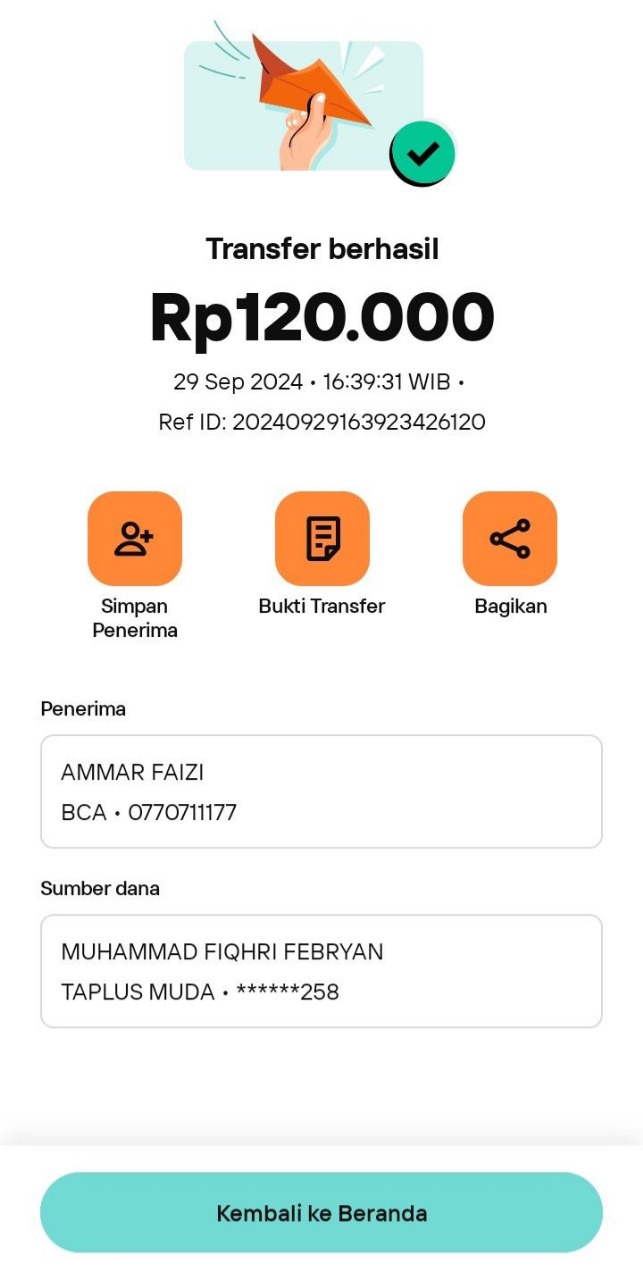 Transfer berhasil
Rp120.000
29 Sep 2024 • 16:39:31 WIB •
Ref ID: 20240929163923426120
Simpan
Penerima
Bukti Transfer
Bagikan
Penerima
AMMAR FAIZI
BCA • 0770711177
Sumber dana
MUHAMMAD FIQHRI FEBRYAN
TAPLUS MUDA • ******258
Kembali ke Beranda